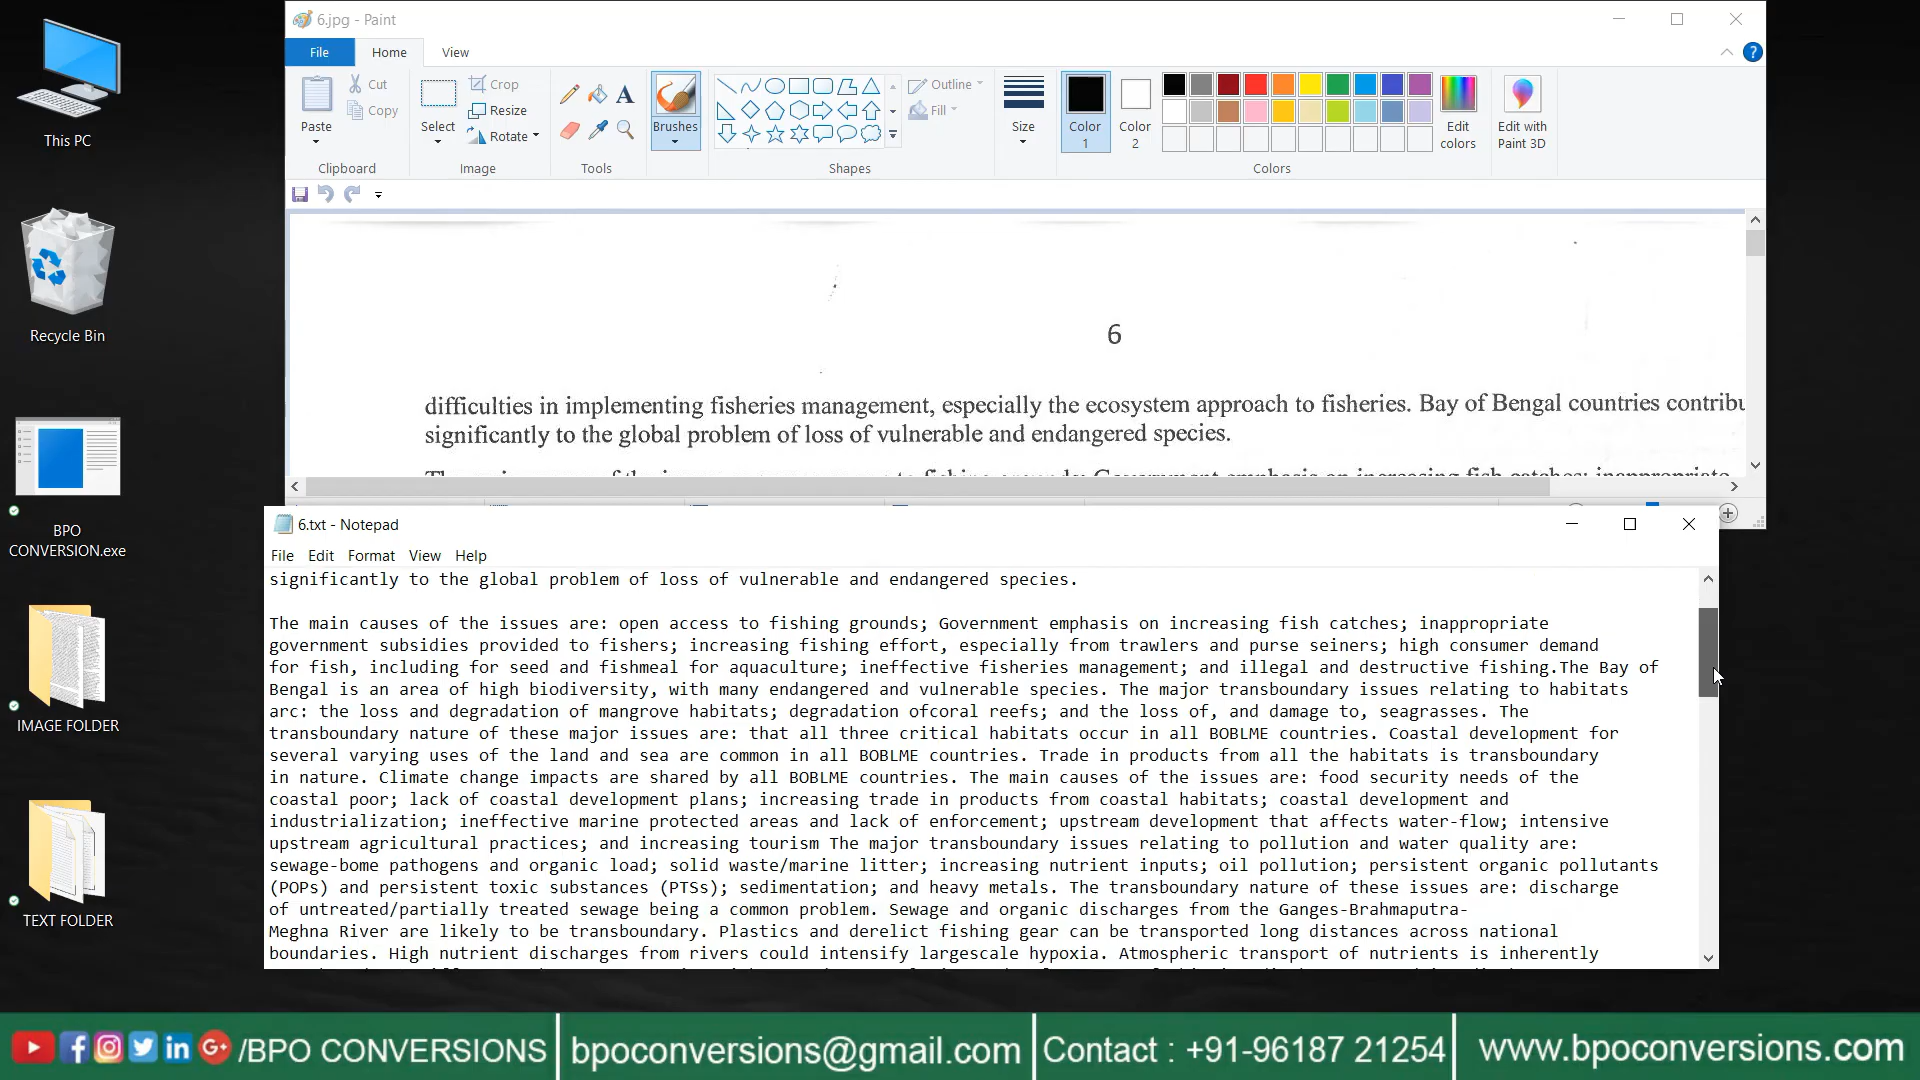 6.jpg - Paint
File
Home
View
Paste
Cut
Copy
Clipboard
Select
Crop
Resize
Rotate
Image
A
Tools
Brushes
Shapes
Outline
Fill
Size
Color
1
Color
2
Colors
Edit
colors
Edit with
Paint 3D
6
difficulties in implementing fisheries management, especially the ecosystem approach to fisheries. Bay of Bengal countries contribu
significantly to the global problem of loss of vulnerable and endangered species.
6.txt - Notepad
File Edit Format View Help
significantly to the global problem of loss of vulnerable and endangered species.
The main causes of the issues are: open access to fishing grounds; Government emphasis on increasing fish catches; inappropriate
government subsidies provided to fishers; increasing fishing effort, especially from trawlers and purse seiners; high consumer demand
for fish, including for seed and fishmeal for aquaculture; ineffective fisheries management; and illegal and destructive fishing.The Bay of
Bengal is an area of high biodiversity, with many endangered and vulnerable species. The major transboundary issues relating to habitats
arc: the loss and degradation of mangrove habitats; degradation ofcoral reefs; and the loss of, and damage to, seagrasses. The
transboundary nature of these major issues are: that all three critical habitats occur in all BOBLME countries. Coastal development for
several varying uses of the land and sea are common in all BOBLME countries. Trade in products from all the habitats is transboundary
in nature. Climate change impacts are shared by all BOBLME countries. The main causes of the issues are: food security needs of the
coastal poor; lack of coastal development plans; increasing trade in products from coastal habitats; coastal development and
industrialization; ineffective marine protected areas and lack of enforcement; upstream development that affects water-flow; intensive
upstream agricultural practices; and increasing tourism The major transboundary issues relating to pollution and water quality are:
sewage-bome pathogens and organic load; solid waste/marine litter; increasing nutrient inputs; oil pollution; persistent organic pollutants
(POPs) and persistent toxic substances (PTSs); sedimentation; and heavy metals. The transboundary nature of these issues are: discharge
of untreated/partially treated sewage being a common problem. Sewage and organic discharges from the Ganges-Brahmaputra-
Meghna River are likely to be transboundary. Plastics and derelict fishing gear can be transported long distances across national
boundaries. High nutrient discharges from rivers could intensify largescale hypoxia. Atmospheric transport of nutrients is inherently
This PC
Recycle Bin
BPO
CONVERSION.exe
IMAGE FOLDER
TEXT FOLDER
/BPO CONVERSIONS
bpoconversions@gmail.com
Contact : +91-96187 21254
www.bpoconversions.com